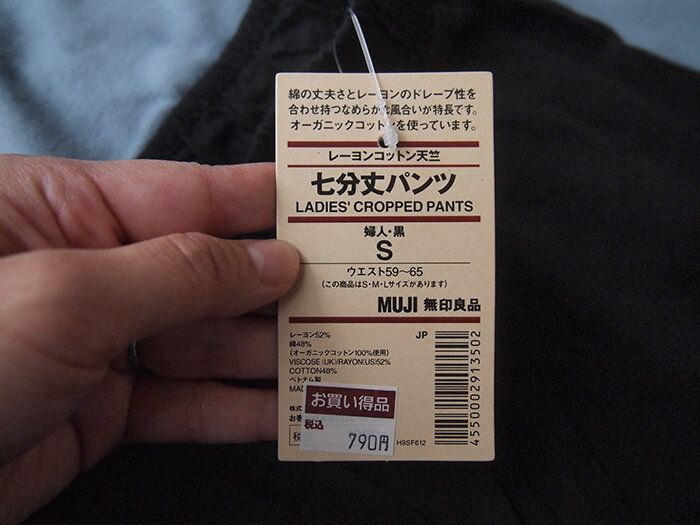 綿の丈夫さとレーヨンのドレープ性を
合わせ持つなめらかな風合いが特長です。
オーガニックコットンを使っています。
レーヨンコットン天竺
七分丈パンツ
LADIES' CROPPED PANTS
婦人・黒
S
ウエスト59〜65
(この商品はS・M・Lサイズがあります)
MUJI 無印良品
レーヨン52%
綿48%
(オーガニックコットン100%使用)
VISCOSE (UK)/RAYON(US)52%
COTTON48%
ベトナム製
JP
4550002913502
お買い得品
税込
790円
H9SF612